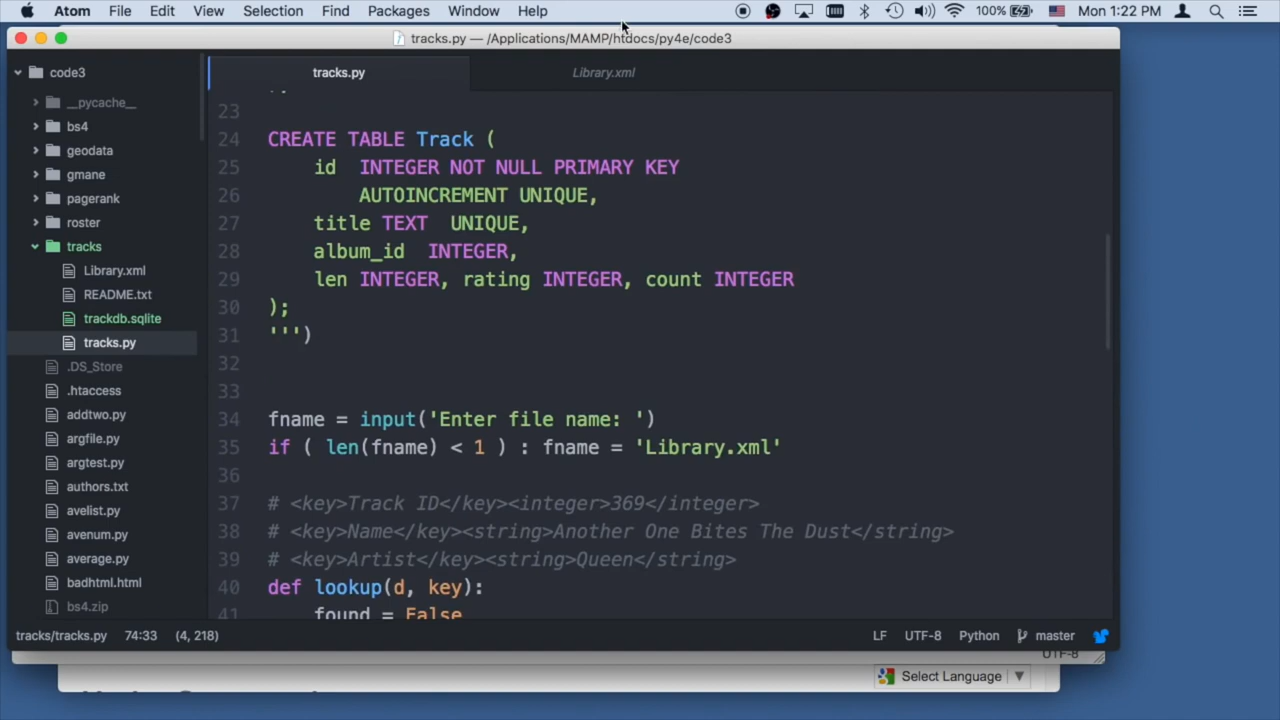 Atom File Edit View Selection Find Packages Window Help 100% Mon 1:22 PM
tracks.py — /Applications/MAMP/htdocs/py4e/code3
code3
__pycache__
bs4
geodata
gmane
pagerank
roster
tracks
Library.xml
README.txt
trackdb.sqlite
tracks.py
.DS_Store
.htaccess
addtwo.py
argfile.py
argtest.py
authors.txt
avelist.py
avenum.py
average.py
badhtml.html
bs4.zip
tracks.py Library.xml
23
24 CREATE TABLE Track (
25 id INTEGER NOT NULL PRIMARY KEY
26 AUTOINCREMENT UNIQUE,
27 title TEXT UNIQUE,
28 album_id INTEGER,
29 len INTEGER, rating INTEGER, count INTEGER
30 );
31 ''')
32
33
34 fname = input('Enter file name: ')
35 if ( len(fname) < 1 ) : fname = 'Library.xml'
36
37 # <key>Track ID</key><integer>369</integer>
38 # <key>Name</key><string>Another One Bites The Dust</string>
39 # <key>Artist</key><string>Queen</string>
40 def lookup(d, key):
41 found = False
tracks/tracks.py 74:33 (4, 218) LF UTF-8 Python master
UTF-8
Select Language